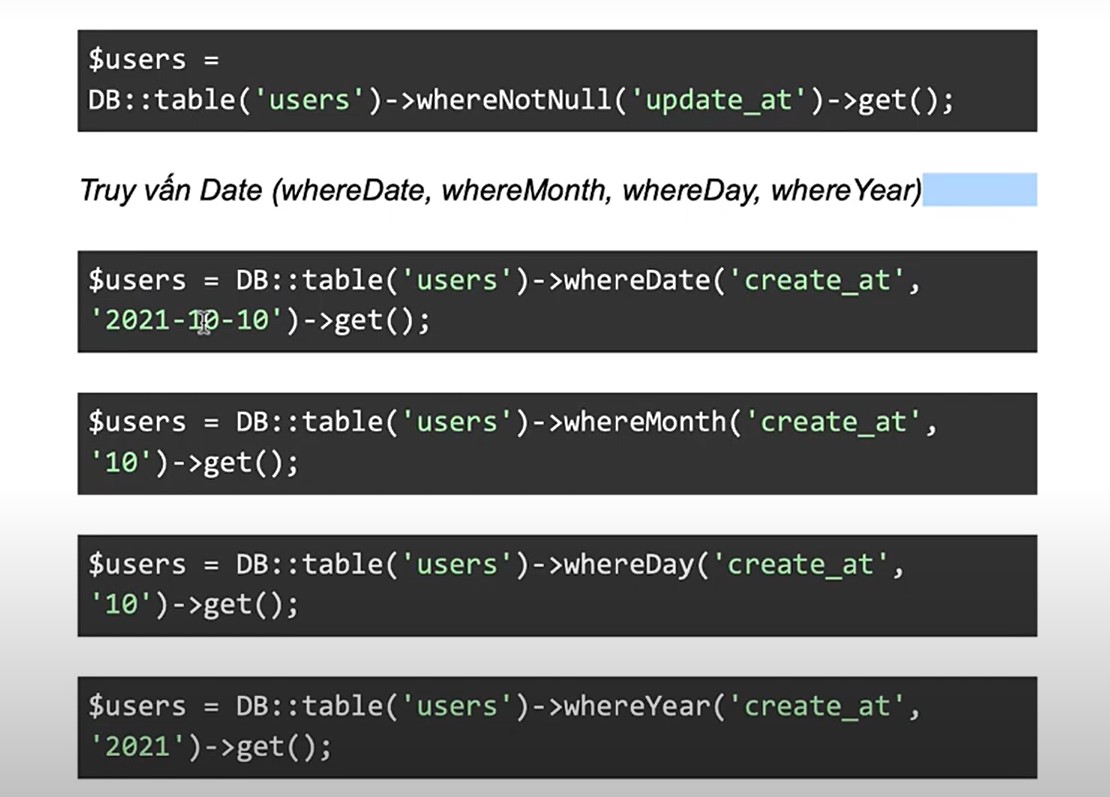 $users =
DB::table('users')->whereNotNull('update_at')->get();
Truy vấn Date (whereDate, whereMonth, whereDay, whereYear)
$users = DB::table('users')->whereDate('create_at',
'2021-10-10')->get();
$users = DB::table('users')->whereMonth('create_at',
'10')->get();
$users = DB::table('users')->whereDay('create_at',
'10')->get();
$users = DB::table('users')->whereYear('create_at',
'2021')->get();